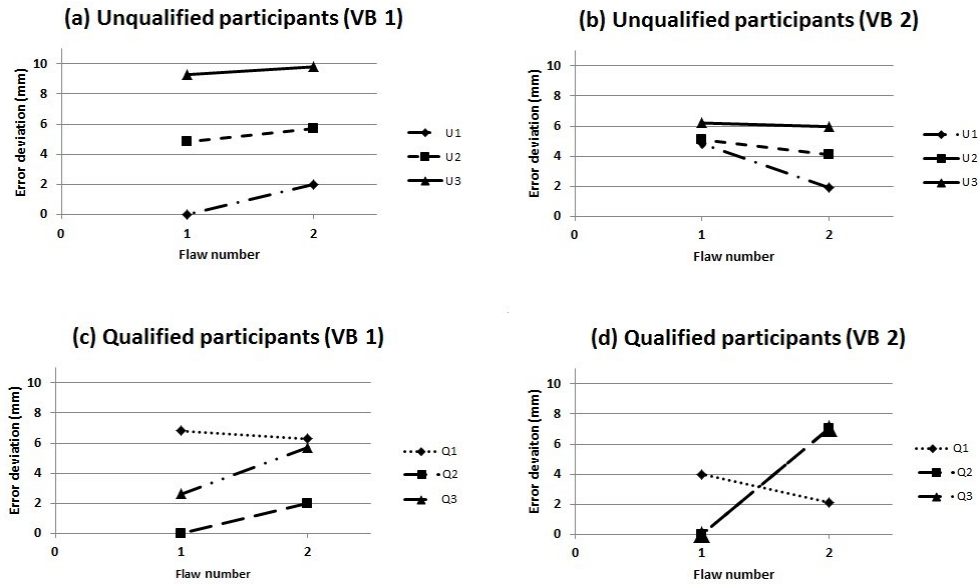 (a) Unqualified participants (VB 1)
Error deviation (mm)
10
8
6
4
2
0
0 1 2
Flaw number
U1
U2
U3
(b) Unqualified participants (VB 2)
Error deviation (mm)
10
8
6
4
2
0
0 1 2
Flaw number
U1
U2
U3
(c) Qualified participants (VB 1)
Error deviation (mm)
10
8
6
4
2
0
0 1 2
Flaw number
Q1
Q2
Q3
(d) Qualified participants (VB 2)
Error devaiton (mm)
10
8
6
4
2
0
0 1 2
Flaw number
Q1
Q2
Q3